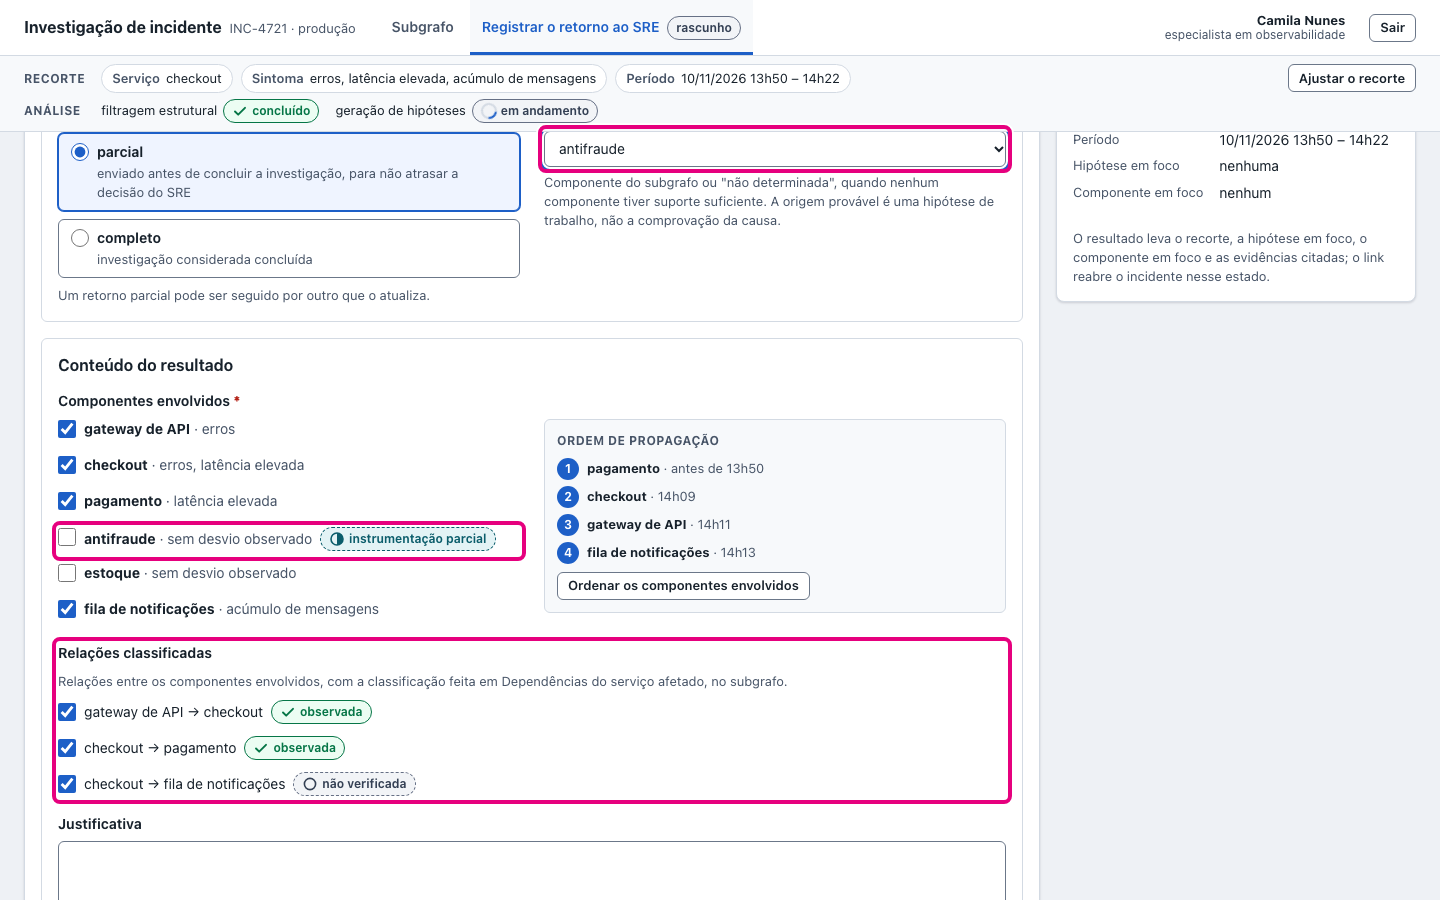 Investigação de incidente INC-4721 · produção
Subgrafo
Registrar o retorno ao SRE rascunho
Camila Nunes
especialista em observabilidade
Sair
RECORTE Serviço checkout Sintoma erros, latência elevada, acúmulo de mensagens Período 10/11/2026 13h50 – 14h22
Ajustar o recorte
ANÁLISE filtragem estrutural concluído geração de hipóteses em andamento
parcial
enviado antes de concluir a investigação, para não atrasar a
decisão do SRE
completo
investigação considerada concluída
Um retorno parcial pode ser seguido por outro que o atualiza.
antifraude
Componente do subgrafo ou "não determinada", quando nenhum
componente tiver suporte suficiente. A origem provável é uma hipótese de
trabalho, não a comprovação da causa.
Período 10/11/2026 13h50 – 14h22
Hipótese em foco nenhuma
Componente em foco nenhum
O resultado leva o recorte, a hipótese em foco, o
componente em foco e as evidências citadas; o link
reabre o incidente nesse estado.
Conteúdo do resultado
Componentes envolvidos *
gateway de API · erros
checkout · erros, latência elevada
pagamento · latência elevada
antifraude · sem desvio observado instrumentação parcial
estoque · sem desvio observado
fila de notificações · acúmulo de mensagens
ORDEM DE PROPAGAÇÃO
1 pagamento · antes de 13h50
2 checkout · 14h09
3 gateway de API · 14h11
4 fila de notificações · 14h13
Ordenar os componentes envolvidos
Relações classificadas
Relações entre os componentes envolvidos, com a classificação feita em Dependências do serviço afetado, no subgrafo.
gateway de API → checkout observada
checkout → pagamento observada
checkout → fila de notificações não verificada
Justificativa